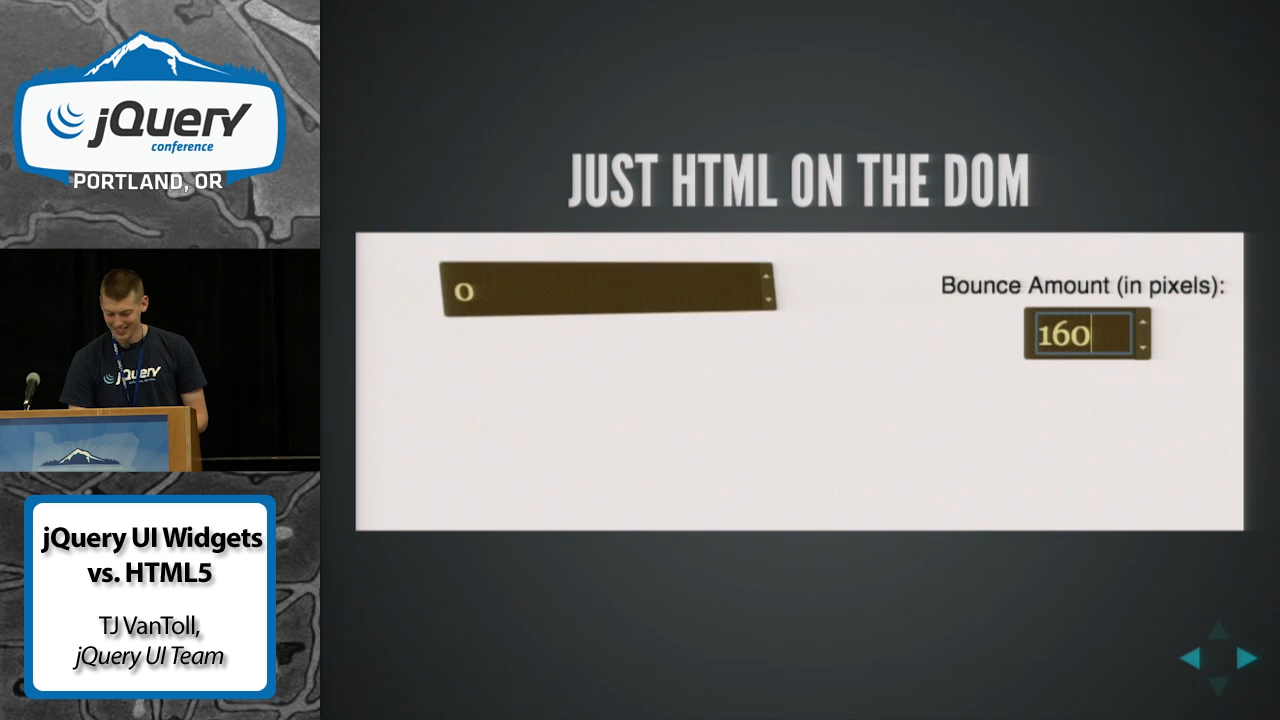 jQuery
conference
PORTLAND, OR
jQuery
jQuery UI Widgets
vs. HTML5
TJ VanToll,
jQuery UI Team
JUST HTML ON THE DOM
0
Bounce Amount (in pixels):
160